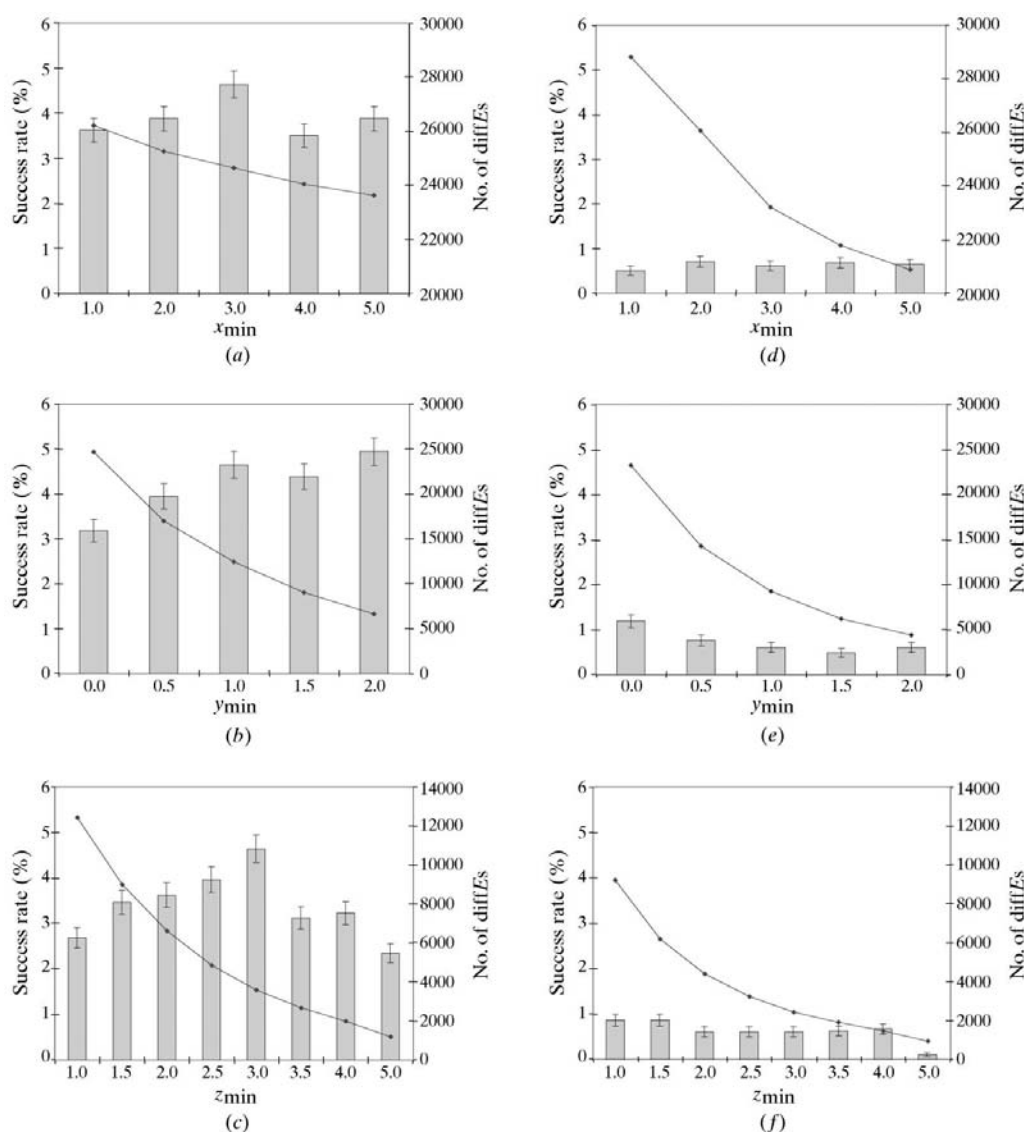 6
5
4
3
2
1
0
Success rate (%)
30000
28000
26000
24000
22000
20000
No. of diffEs
1.0 2.0 3.0 4.0 5.0
xmin
(a)
6
5
4
3
2
1
0
Success rate (%)
30000
28000
26000
24000
22000
20000
No. of diffEs
1.0 2.0 3.0 4.0 5.0
xmin
(d)
6
5
4
3
2
1
0
Success rate (%)
30000
25000
20000
15000
10000
5000
0
No. of diffEs
0.0 0.5 1.0 1.5 2.0
ymin
(b)
6
5
4
3
2
1
0
Success rate (%)
30000
25000
20000
15000
10000
5000
0
No. of diffEs
0.0 0.5 1.0 1.5 2.0
ymin
(e)
6
5
4
3
2
1
0
Success rate (%)
14000
12000
10000
8000
6000
4000
2000
0
No. of diffEs
1.0 1.5 2.0 2.5 3.0 3.5 4.0 5.0
zmin
(c)
6
5
4
3
2
1
0
Success rate (%)
14000
12000
10000
8000
6000
4000
2000
0
No. of diffEs
1.0 1.5 2.0 2.5 3.0 3.5 4.0 5.0
zmin
(f)